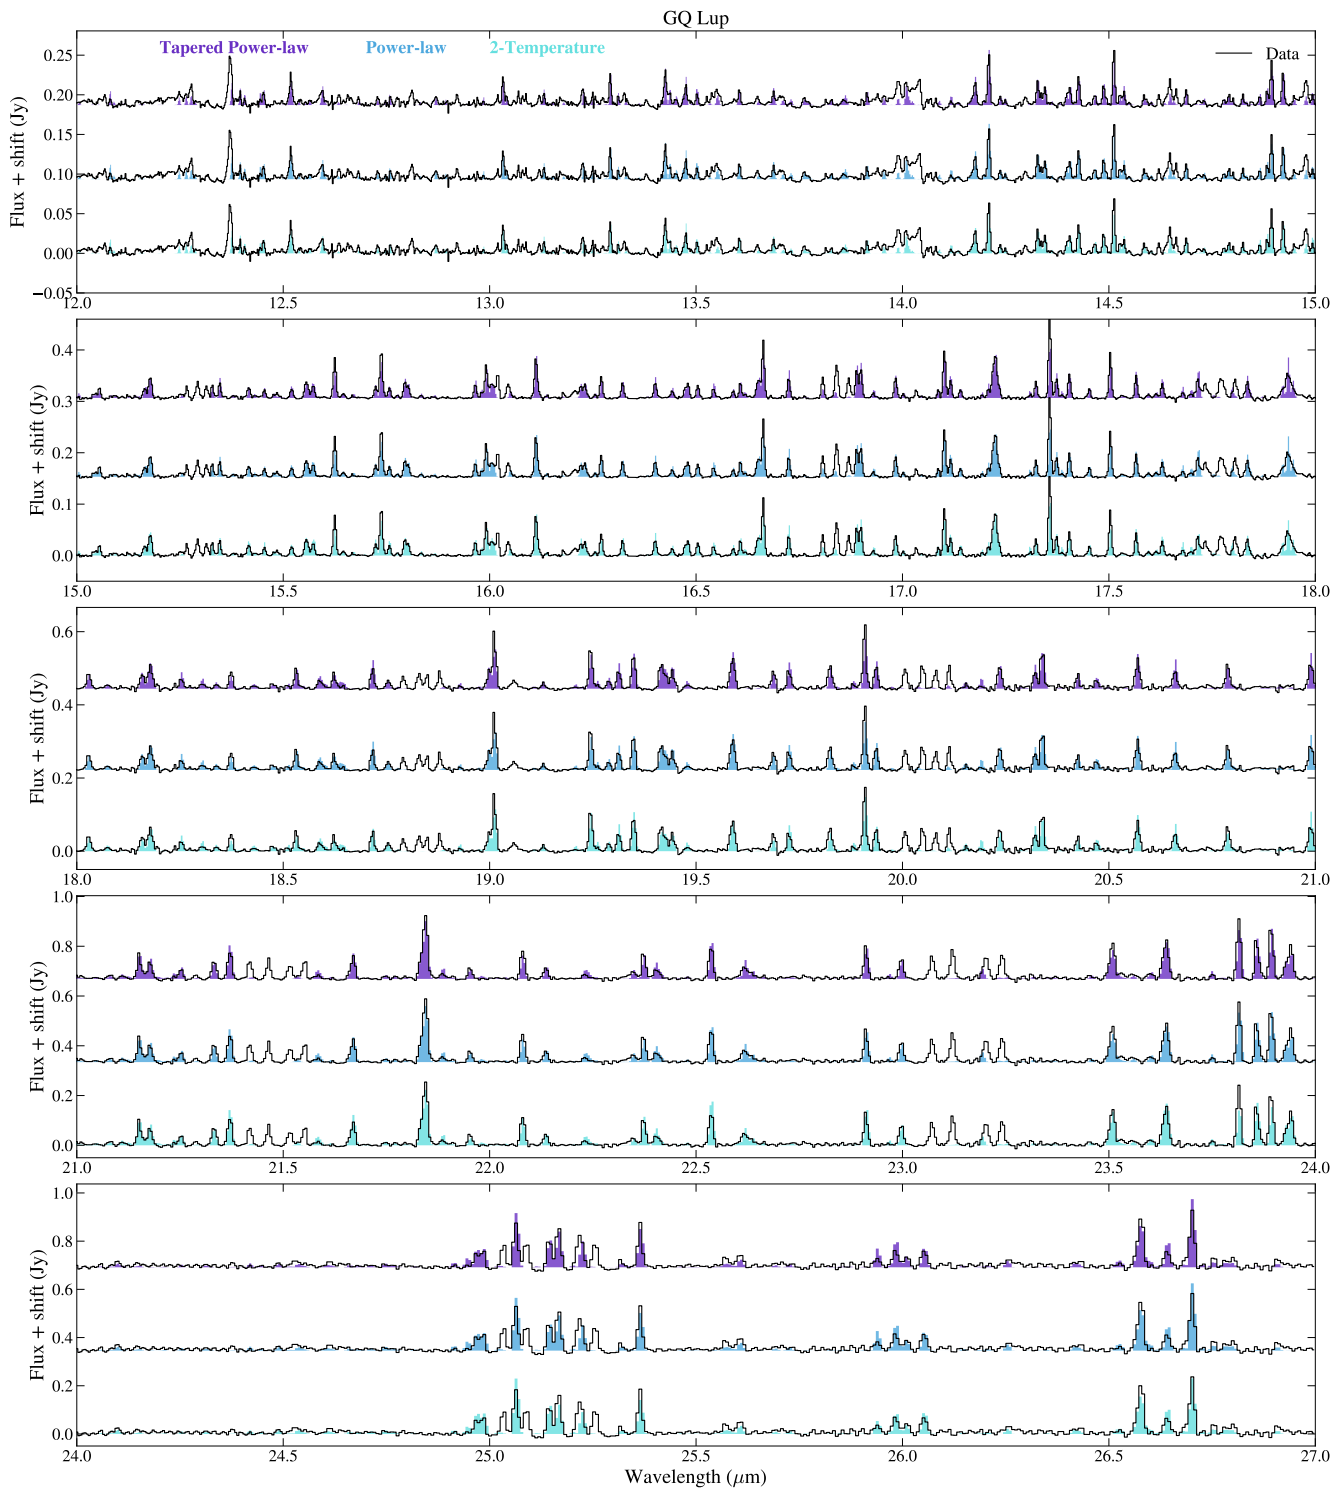 GQ Lup
Tapered Power-law Power-law 2-Temperature Data
0.25
0.20
0.15
0.10
0.05
0.00
−0.05
Flux + shift (Jy)
12.0 12.5 13.0 13.5 14.0 14.5 15.0
0.4
0.3
0.2
0.1
0.0
Flux + shift (Jy)
15.0 15.5 16.0 16.5 17.0 17.5 18.0
0.6
0.4
0.2
0.0
Flux + shift (Jy)
18.0 18.5 19.0 19.5 20.0 20.5 21.0
1.0
0.8
0.6
0.4
0.2
0.0
Flux + shift (Jy)
21.0 21.5 22.0 22.5 23.0 23.5 24.0
1.0
0.8
0.6
0.4
0.2
0.0
Flux + shift (Jy)
24.0 24.5 25.0 25.5 26.0 26.5 27.0
Wavelength (μm)